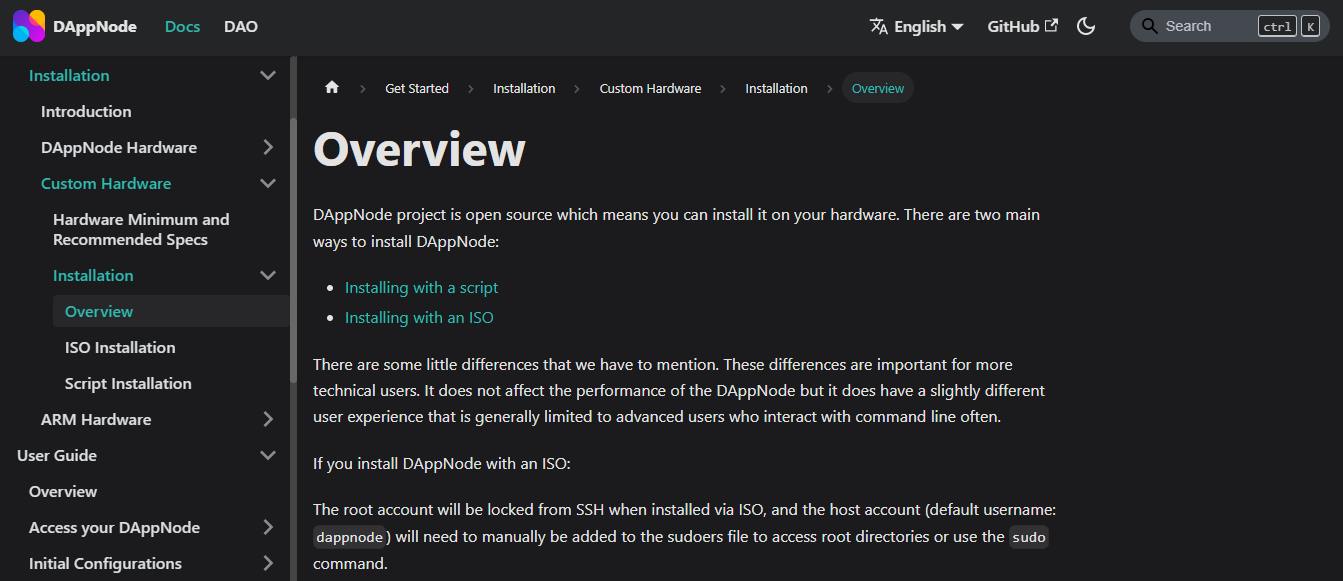 DAppNode Docs DAO English GitHub Search ctrl K
Installation
Introduction
DAppNode Hardware
Custom Hardware
Hardware Minimum and
Recommended Specs
Installation
Overview
ISO Installation
Script Installation
ARM Hardware
User Guide
Overview
Access your DAppNode
Initial Configurations
Get Started Installation Custom Hardware Installation Overview
Overview
DAppNode project is open source which means you can install it on your hardware. There are two main
ways to install DAppNode:
Installing with a script
Installing with an ISO
There are some little differences that we have to mention. These differences are important for more
technical users. It does not affect the performance of the DAppNode but it does have a slightly different
user experience that is generally limited to advanced users who interact with command line often.
If you install DAppNode with an ISO:
The root account will be locked from SSH when installed via ISO, and the host account (default username:
dappnode) will need to manually be added to the sudoers file to access root directories or use the sudo
command.